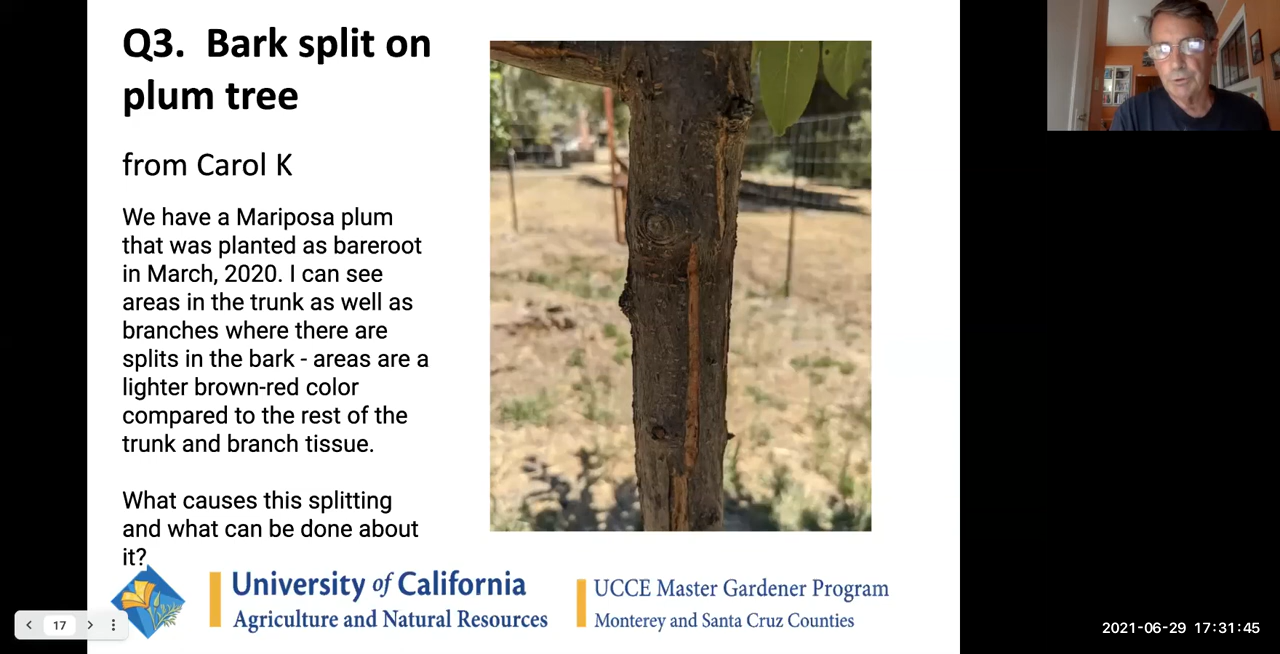 Q3. Bark split on
plum tree
from Carol K
We have a Mariposa plum
that was planted as bareroot
in March, 2020. I can see
areas in the trunk as well as
branches where there are
splits in the bark - areas are a
lighter brown-red color
compared to the rest of the
trunk and branch tissue.
What causes this splitting
and what can be done about
it?
University of California
Agriculture and Natural Resources
UCCE Master Gardener Program
Monterey and Santa Cruz Counties
17
2021-06-29 17:31:45